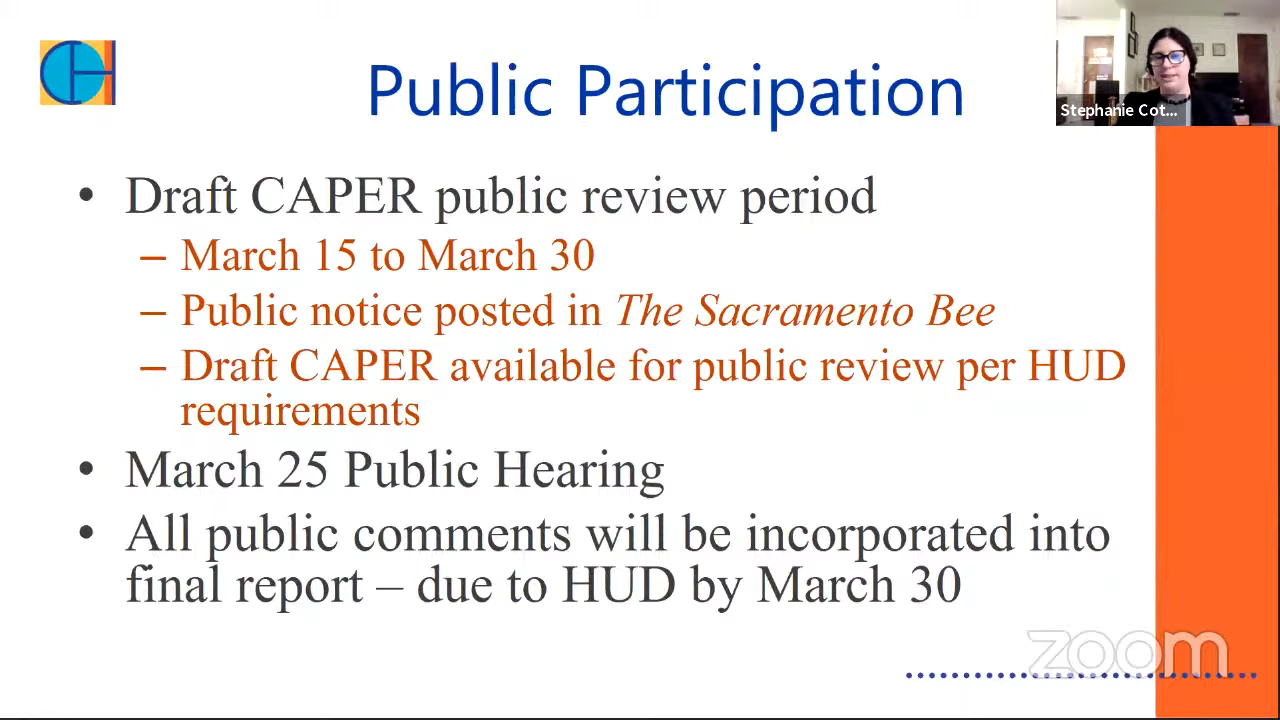 Public Participation
Stephanie Cot...
• Draft CAPER public review period
– March 15 to March 30
– Public notice posted in The Sacramento Bee
– Draft CAPER available for public review per HUD
requirements
• March 25 Public Hearing
• All public comments will be incorporated into
final report – due to HUD by March 30
zoom